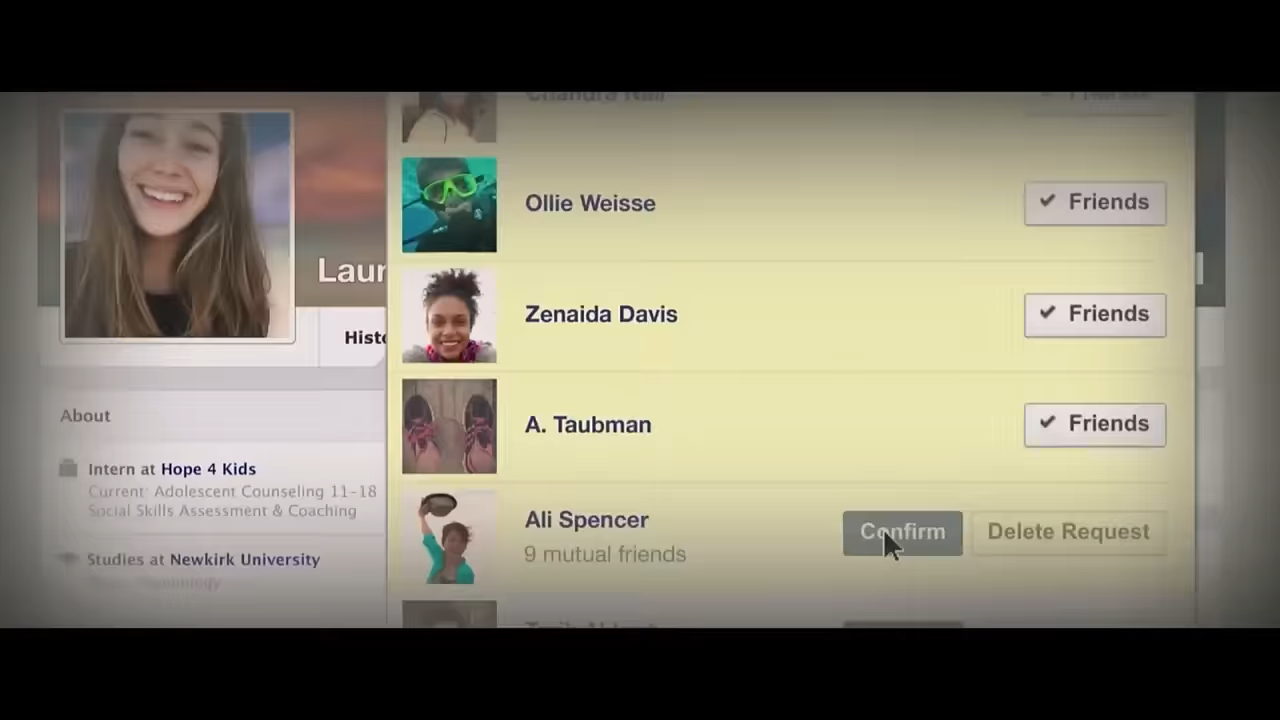 Ollie Weisse
Friends
Zenaida Davis
Friends
A. Taubman
Friends
Ali Spencer
9 mutual friends
Confirm
Delete Request
Laur
Histo
About
Intern at Hope 4 Kids
Current: Adolescent Counseling 11-18
Social Skills Assessment & Coaching
Studies at Newkirk University